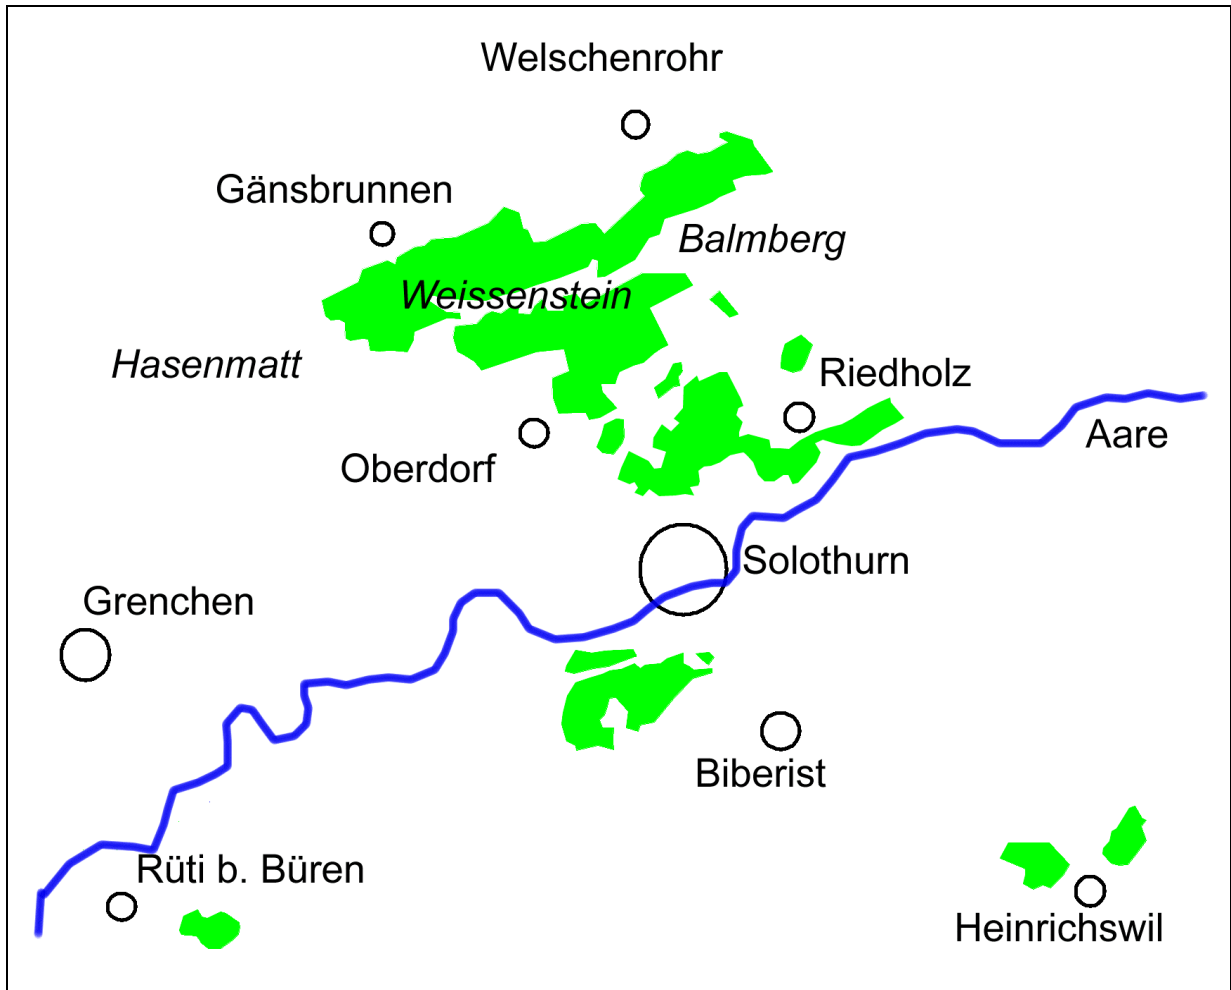 Welschenrohr
Gänsbrunnen
Balmberg
Weissenstein
Hasenmatt
Riedholz
Aare
Oberdorf
Solothurn
Grenchen
Biberist
Rüti b. Büren
Heinrichswil